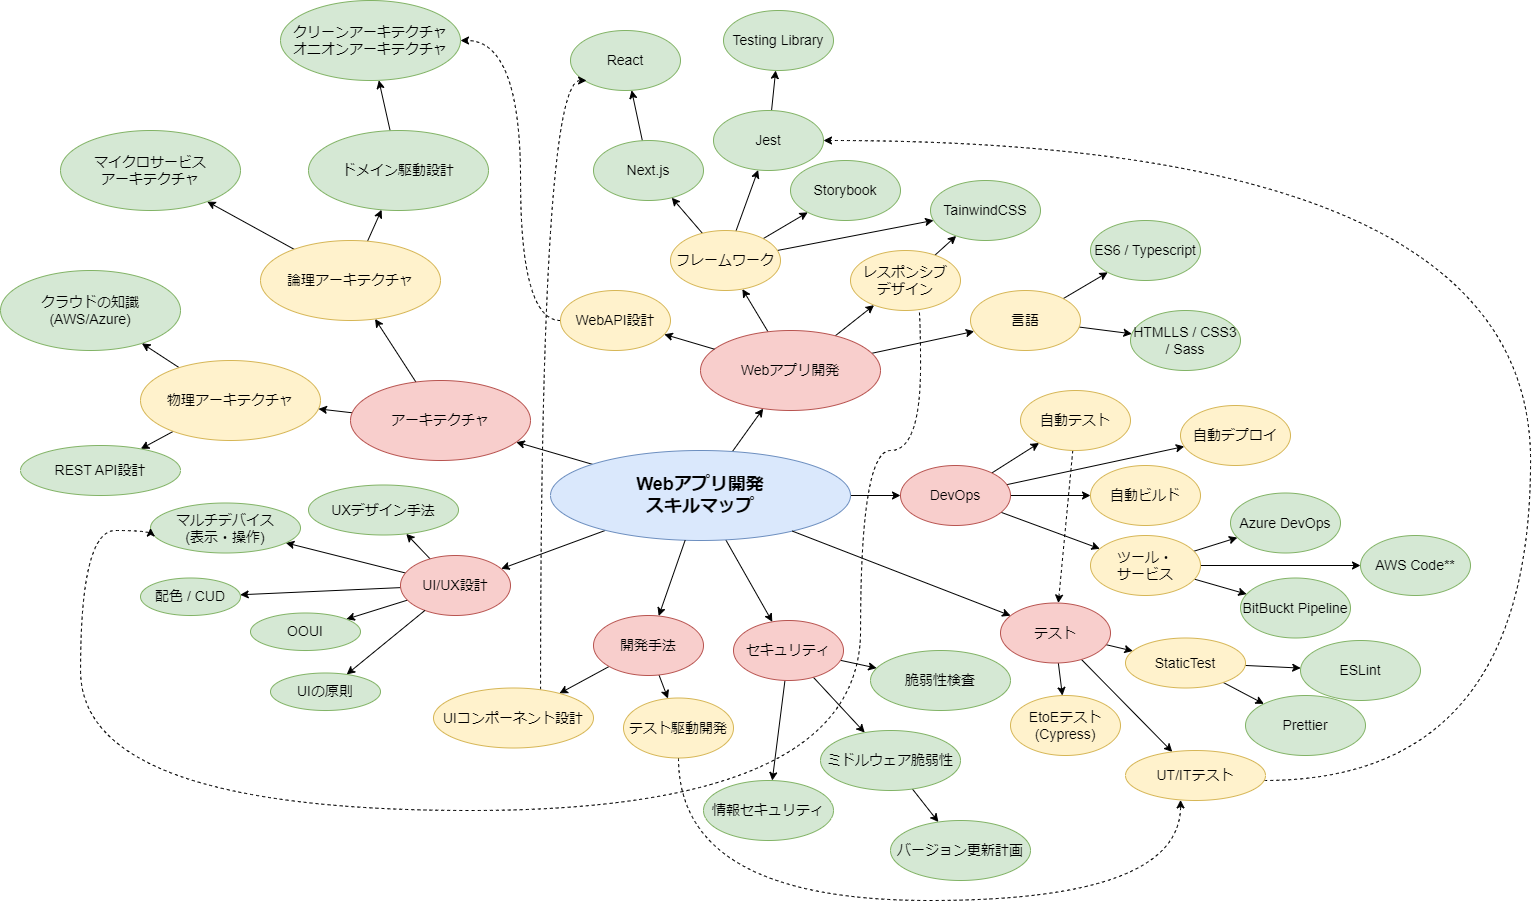 クリーンアーキテクチャ
オニオンアーキテクチャ
React
Testing Library
マイクロサービス
アーキテクチャ
ドメイン駆動設計
Next.js
Jest
Storybook
TainwindCSS
論理アーキテクチャ
フレームワーク
レスポンシブ
デザイン
ES6 / Typescript
クラウドの知識
(AWS/Azure)
WebAPI設計
言語
HTMLLS / CSS3
/ Sass
物理アーキテクチャ
アーキテクチャ
Webアプリ開発
REST API設計
自動テスト
自動デプロイ
Webアプリ開発
スキルマップ
DevOps
自動ビルド
マルチデバイス
(表示・操作)
UXデザイン手法
Azure DevOps
ツール・
サービス
AWS Code**
BitBuckt Pipeline
UI/UX設計
配色 / CUD
OOUI
UIの原則
開発手法
セキュリティ
テスト
StaticTest
ESLint
Prettier
UIコンポーネント設計
テスト駆動開発
脆弱性検査
EtoEテスト
(Cypress)
UT/ITテスト
ミドルウェア脆弱性
情報セキュリティ
バージョン更新計画